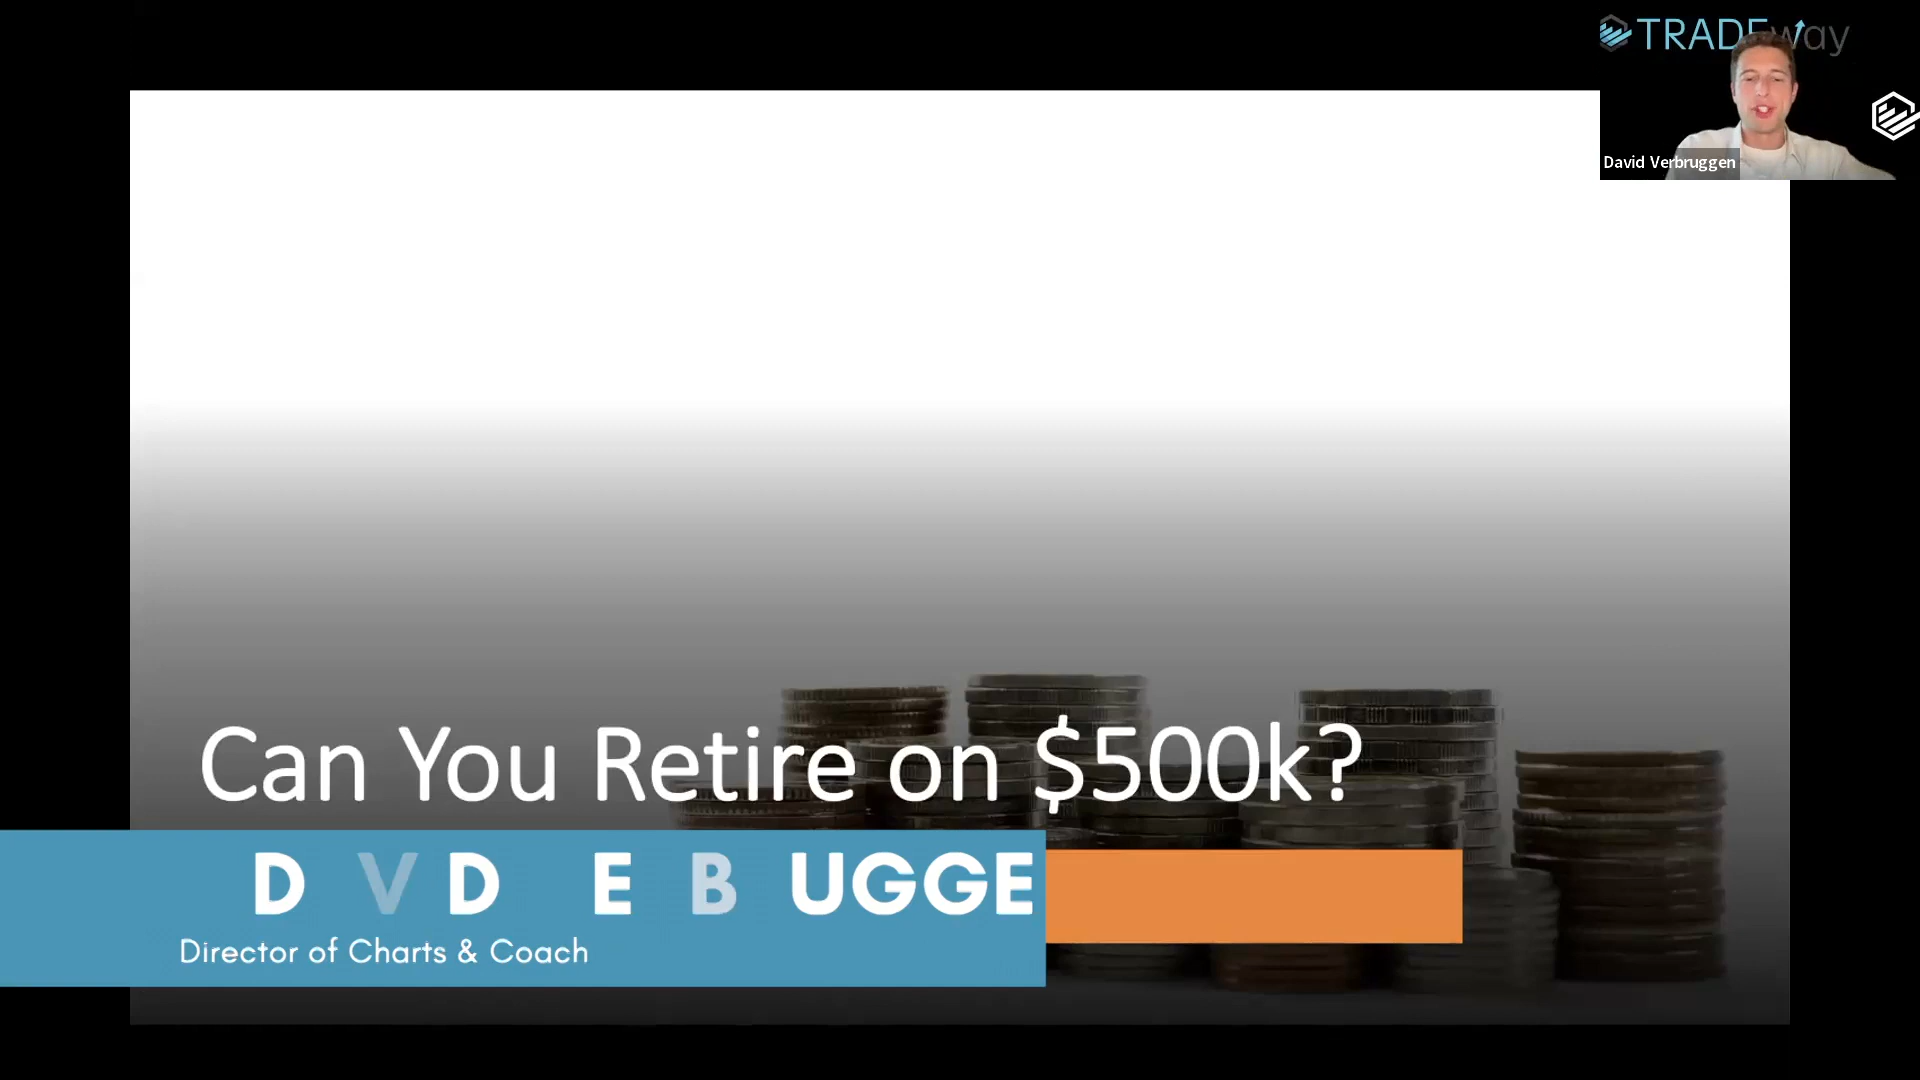 TRADEway
David Verbruggen
Can You Retire on $500k?
D V D E B UGGE
Director of Charts & Coach